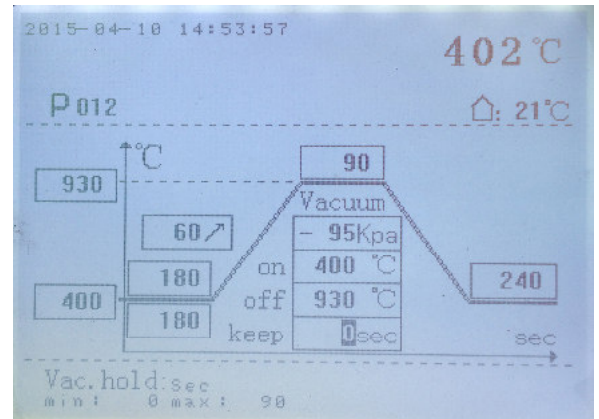 2015-04-10 14:53:57
402 °C
P 012
: 21°C
°C
90
930
Vacuum
60
- 95Kpa
180
on 400 °C
240
400
off 930 °C
180
keep 0sec
sec
Vac.hold:sec
min: 0 max: 90